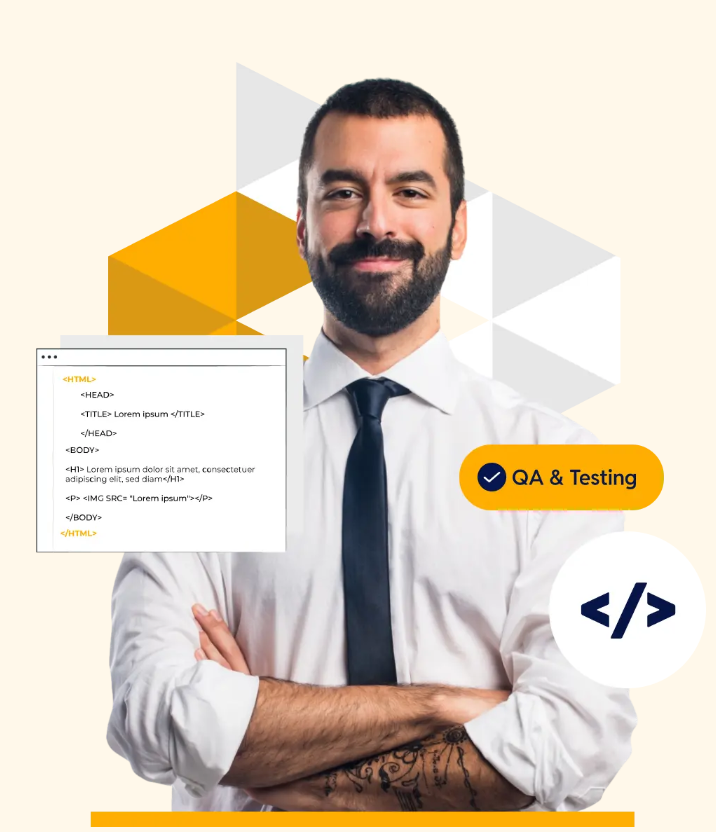 <HTML>
<HEAD>
<TITLE> Lorem ipsum </TITLE>
</HEAD>
<BODY>
<H1> Lorem ipsum dolor sit amet, consectetuer
adipiscing elit, sed diam</H1>
<P> <IMG SRC= "Lorem ipsum"></P>
</BODY>
</HTML>
QA & Testing
</>